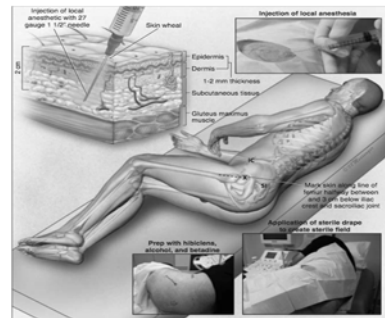 Injection of local
anesthetic with 27
gauge 1 1/2" needle
Skin wheal
Injection of local anesthesia
2 cm
Epidermis
Dermis
1-2 mm thickness
Subcutaneous tissue
Gluteus maximus
muscle
IC
X
Mark skin along line of
femur halfway between
and 3 cm below iliac
crest and sacroiliac joint
Application of sterile drape
to create sterile field
Prep with hibiclens,
alcohol, and betadine